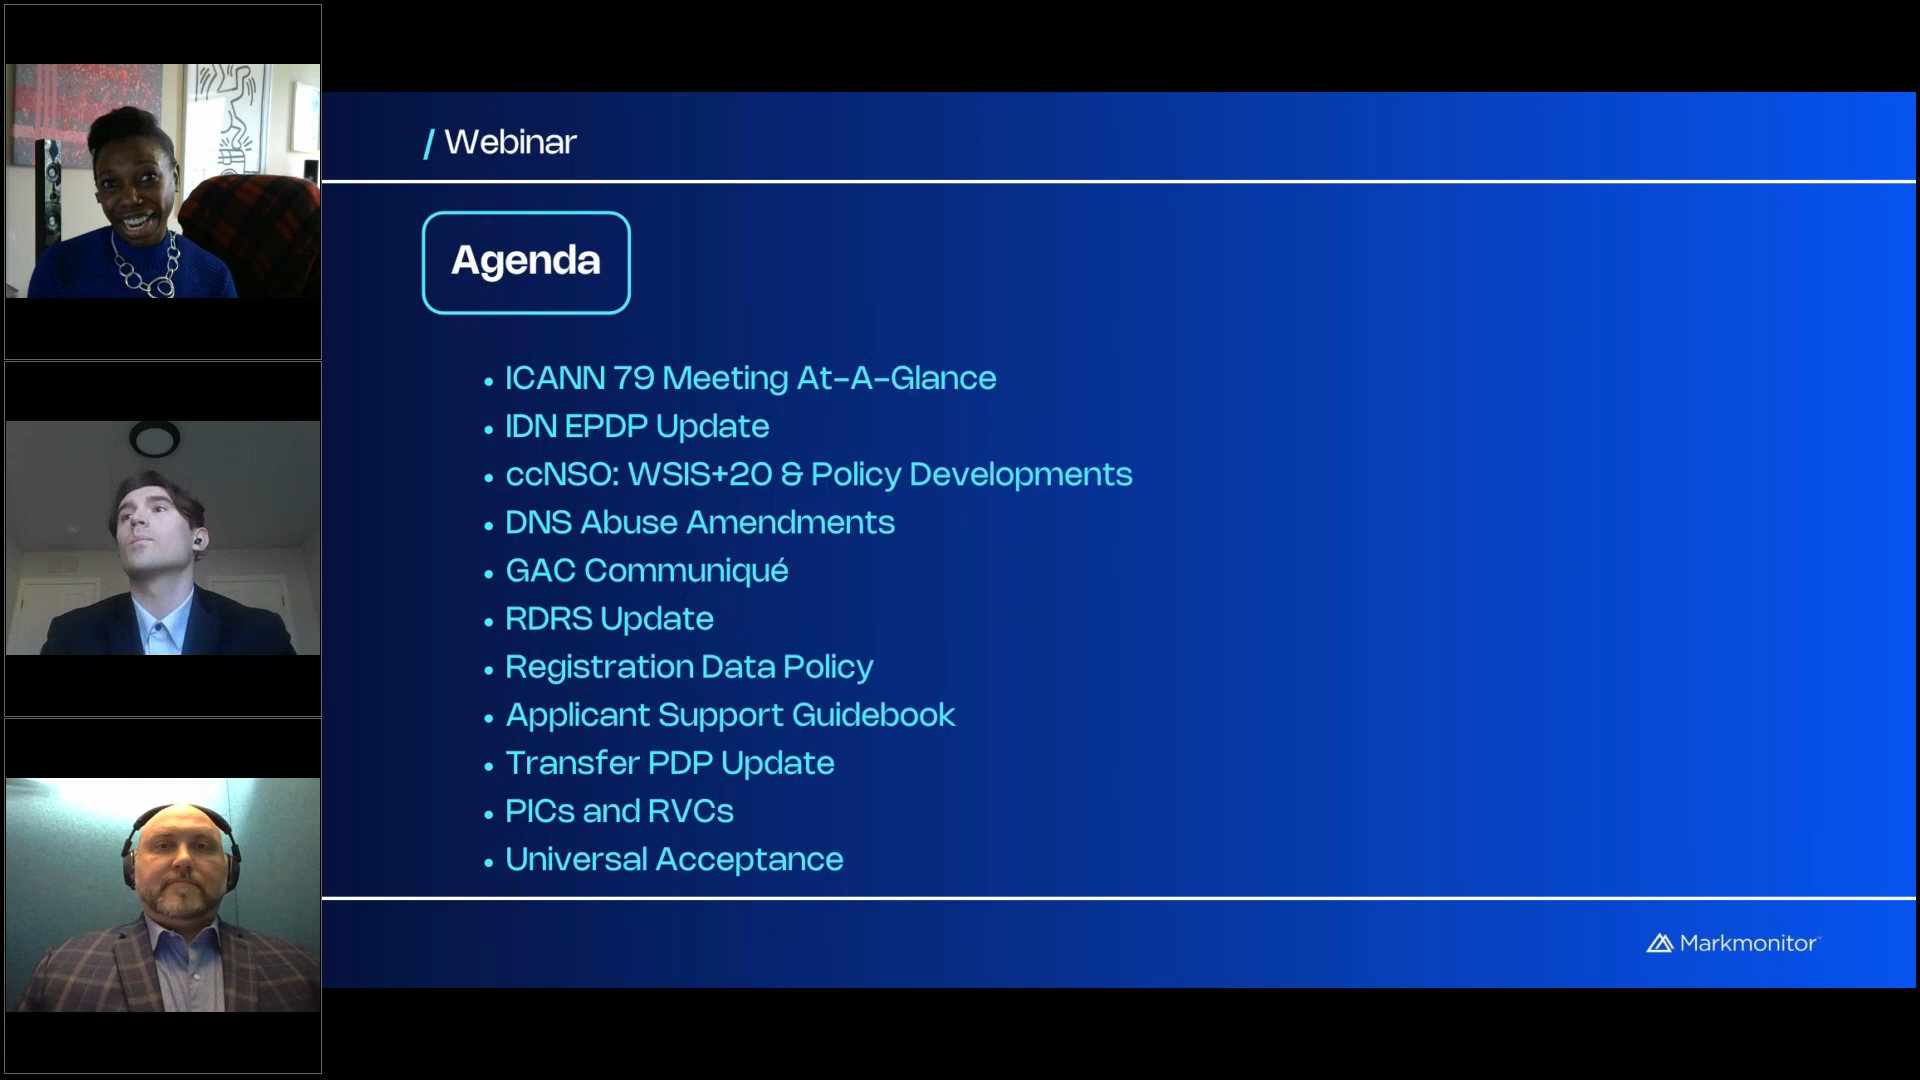 / Webinar
Agenda
• ICANN 79 Meeting At-A-Glance
• IDN EPDP Update
• ccNSO: WSIS+20 & Policy Developments
• DNS Abuse Amendments
• GAC Communiqué
• RDRS Update
• Registration Data Policy
• Applicant Support Guidebook
• Transfer PDP Update
• PICs and RVCs
• Universal Acceptance
Markmonitor